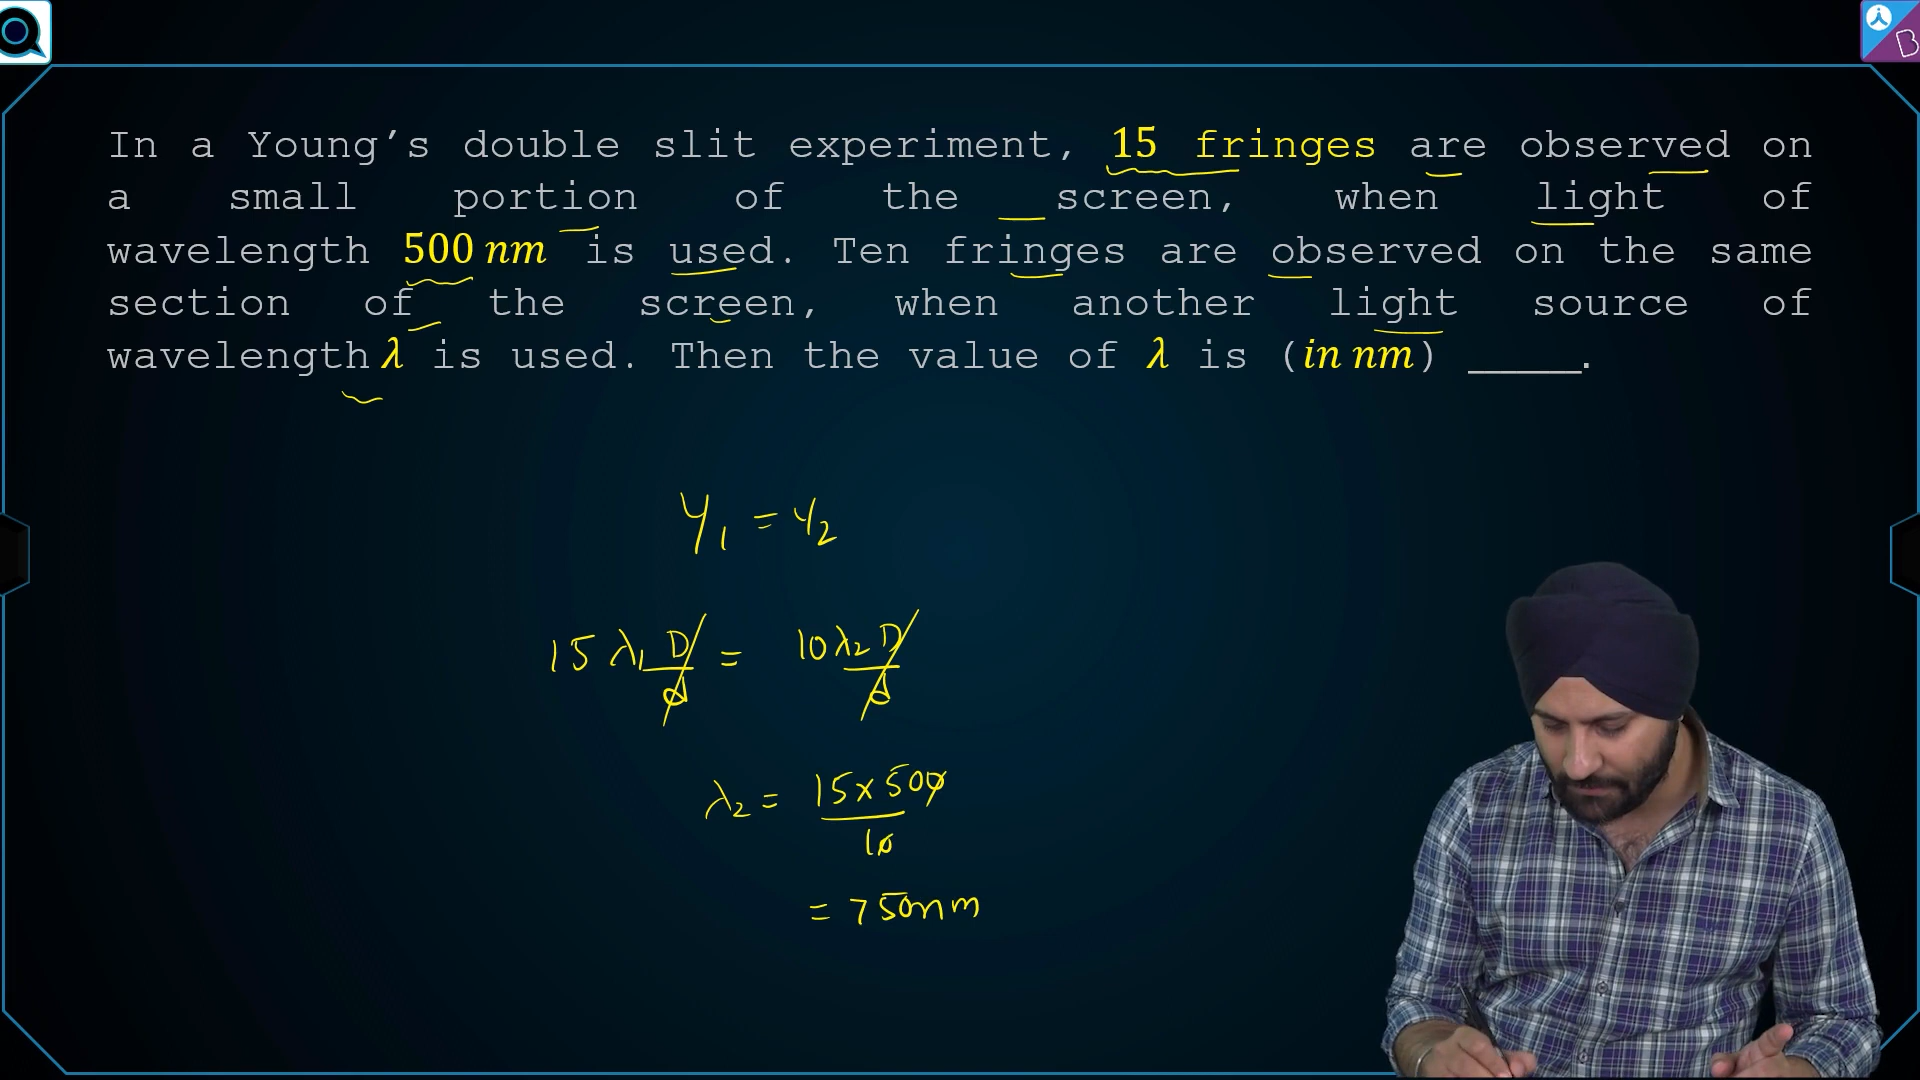 In a Young’s double slit experiment, 15 fringes are observed on
a small portion of the screen, when light of
wavelength 500 nm is used. Ten fringes are observed on the same
section of the screen, when another light source of
wavelength λ is used. Then the value of λ is (in nm) _____.
Y₁ = Y₂
15 λ₁ D/d = 10 λ₂ D/d
λ₂ = 15 x 500/10
= 750nm
B